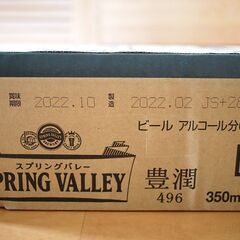 賞味期限 2022.10 製造 2022.02 JS+2
ビール アルコール分
スプリングバレー
PRING VALLEY
豊潤
496
350m